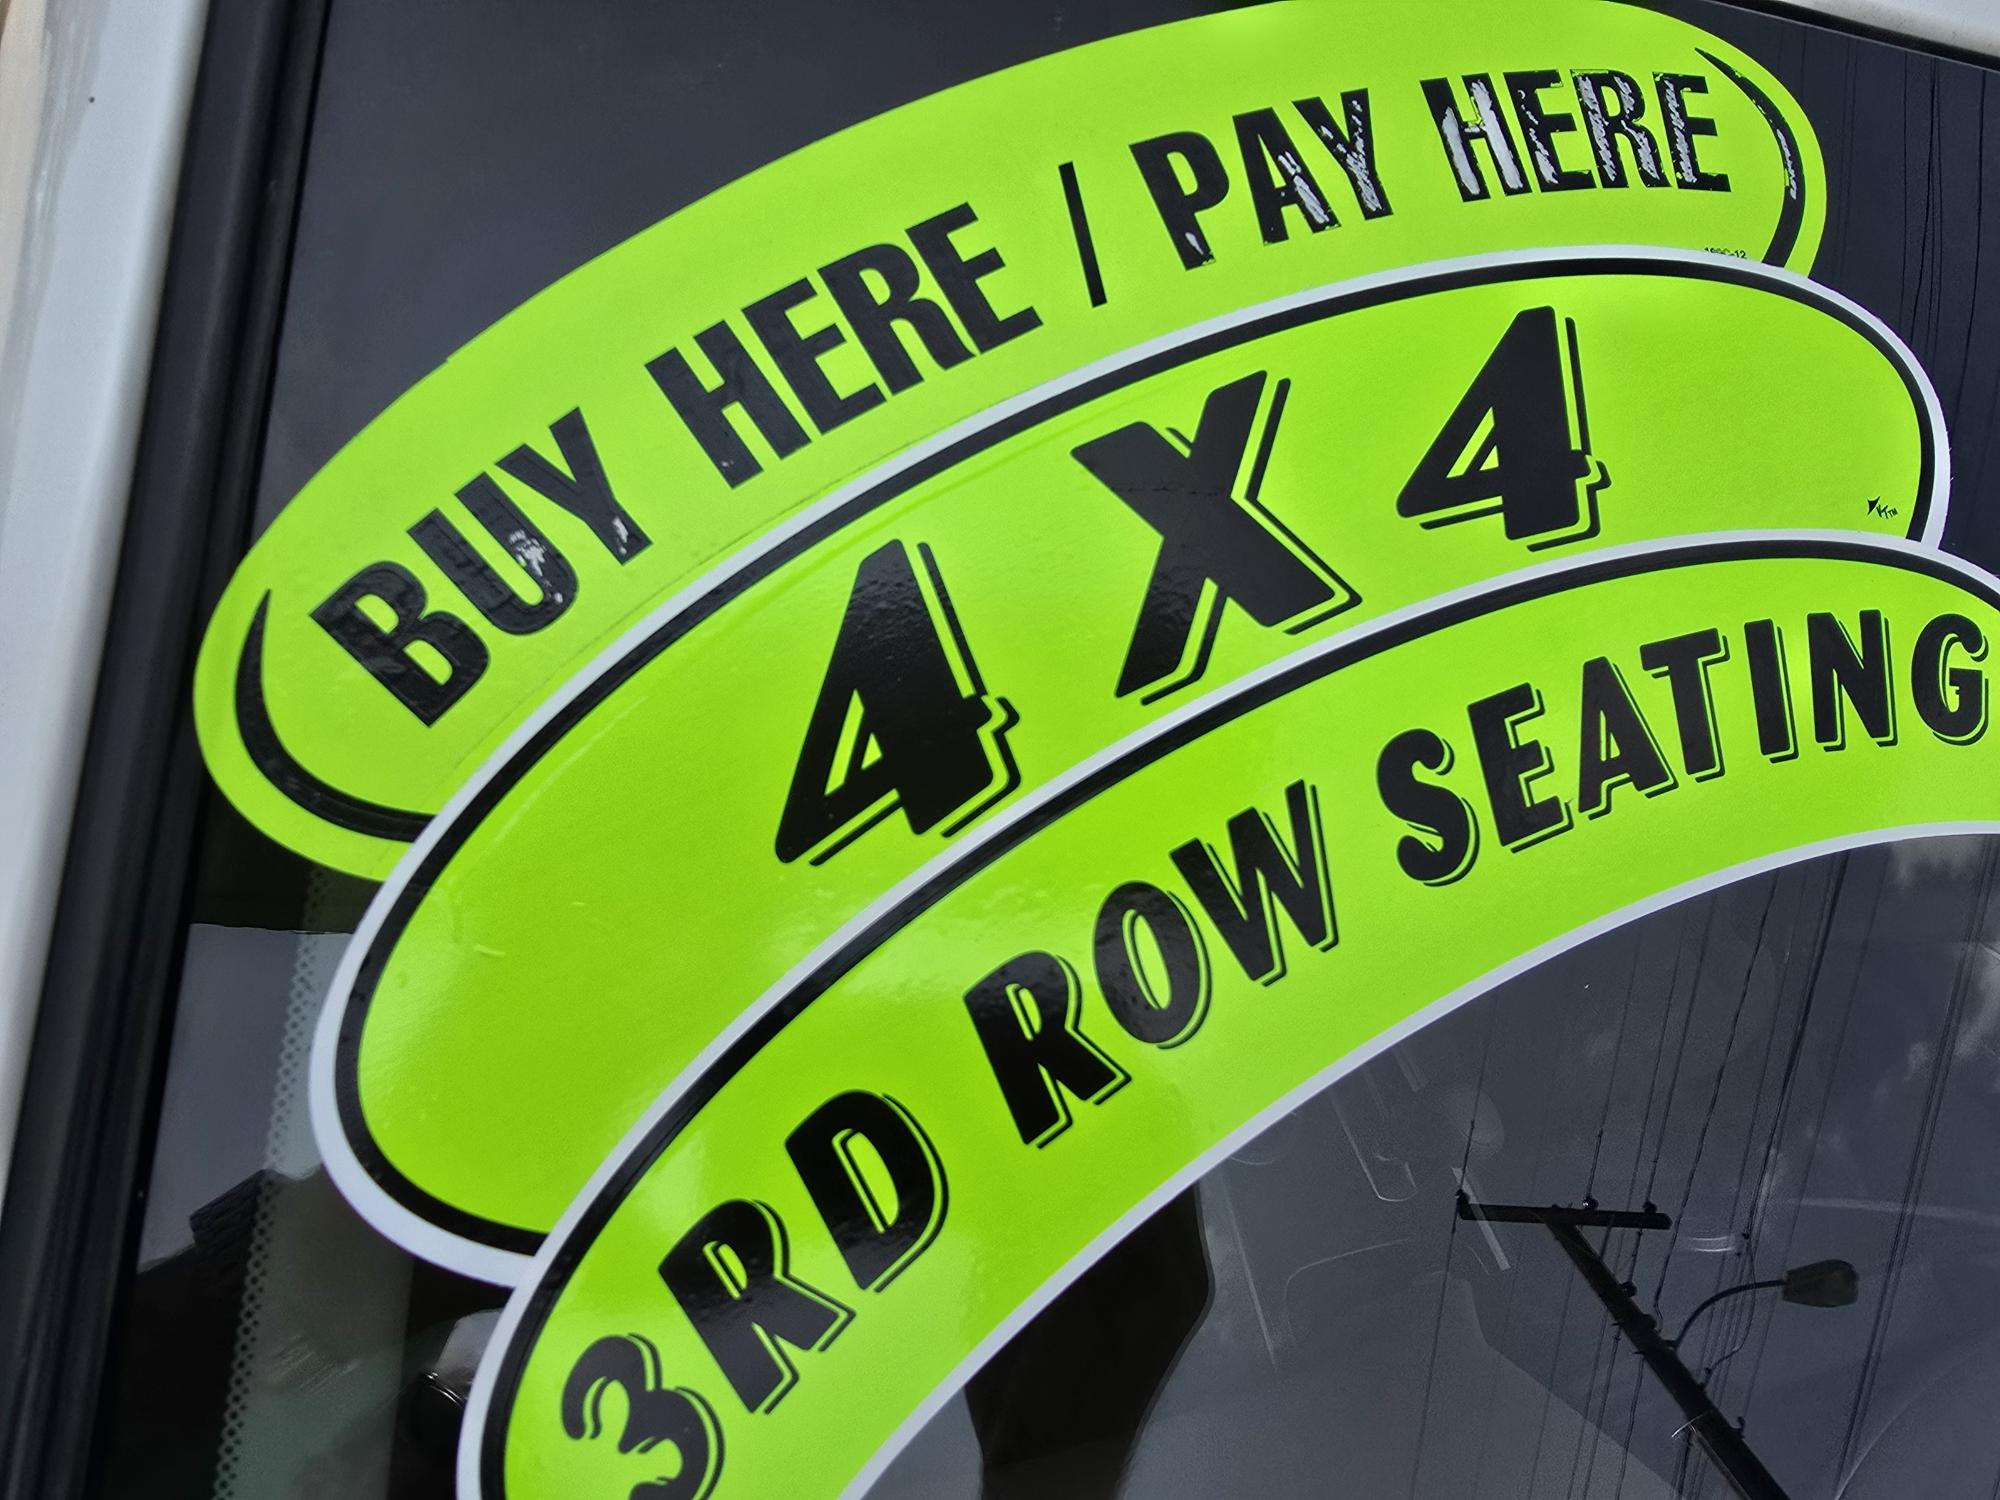 BUY HERE / PAY HERE
4 X 4
3RD ROW SEATING